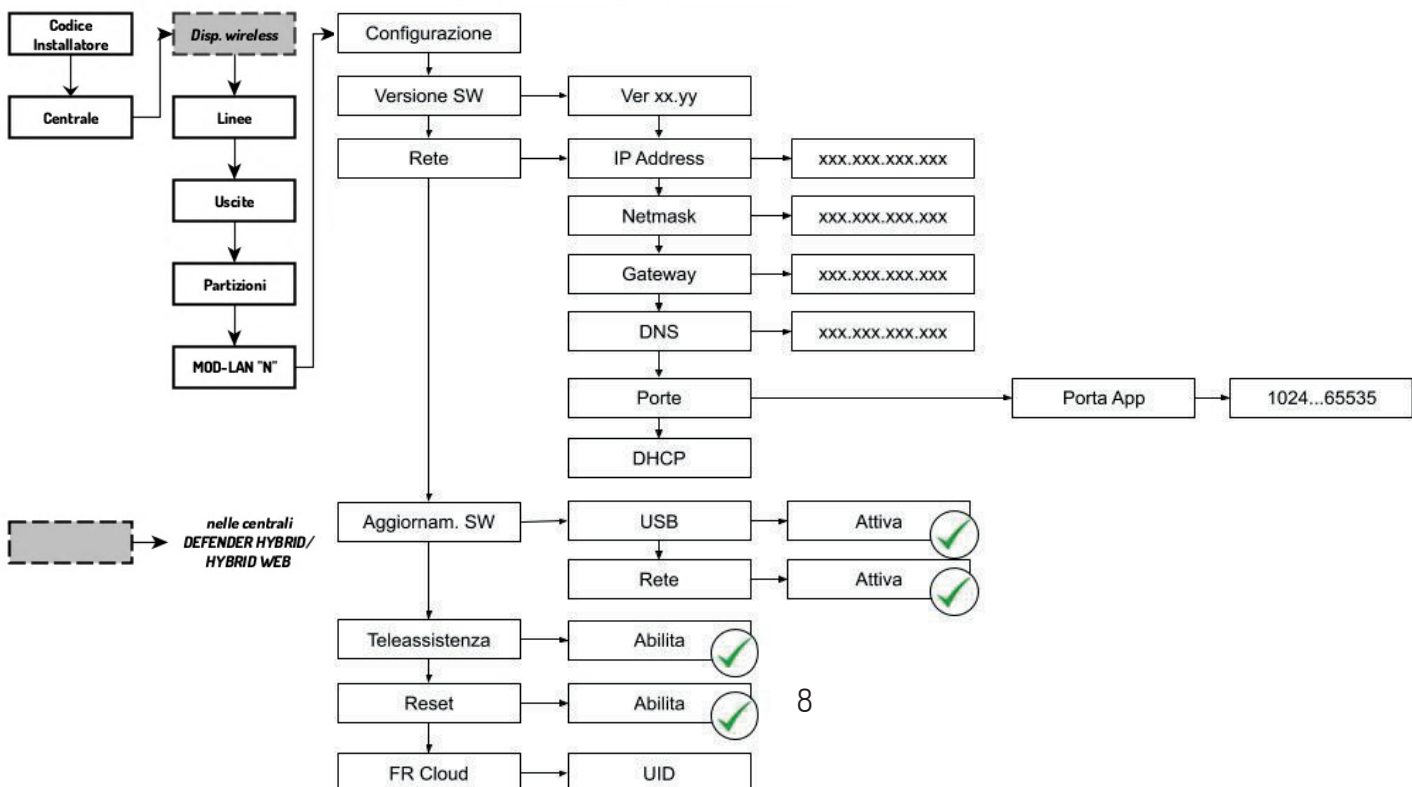 Codice
Installatore
Disp. wireless
Configurazione
Centrale
Linee
Versione SW
Ver xx.yy
Rete
IP Address
xxx.xxx.xxx.xxx
Uscite
Netmask
xxx.xxx.xxx.xxx
Partizioni
Gateway
xxx.xxx.xxx.xxx
DNS
xxx.xxx.xxx.xxx
MOD-LAN "N"
Porte
Porta App
1024...65535
DHCP
nelle centrali
DEFENDER HYBRID/
HYBRID WEB
Aggiornam. SW
USB
Attiva
Rete
Attiva
Teleassistenza
Abilita
Reset
Abilita
8
FR Cloud
UID